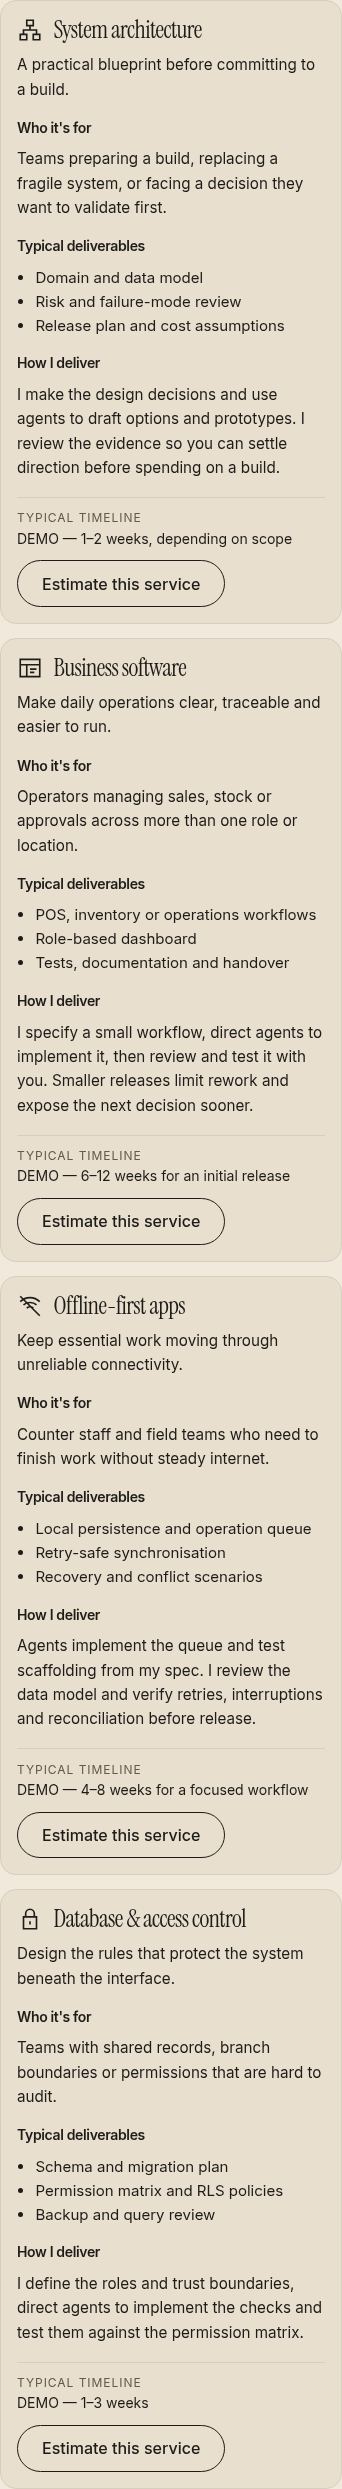 System architecture
A practical blueprint before committing to
a build.
Who it's for
Teams preparing a build, replacing a
fragile system, or facing a decision they
want to validate first.
Typical deliverables
• Domain and data model
• Risk and failure-mode review
• Release plan and cost assumptions
How I deliver
I make the design decisions and use
agents to draft options and prototypes. I
review the evidence so you can settle
direction before spending on a build.
TYPICAL TIMELINE
DEMO — 1–2 weeks, depending on scope
Estimate this service
Business software
Make daily operations clear, traceable and
easier to run.
Who it's for
Operators managing sales, stock or
approvals across more than one role or
location.
Typical deliverables
• POS, inventory or operations workflows
• Role-based dashboard
• Tests, documentation and handover
How I deliver
I specify a small workflow, direct agents to
implement it, then review and test it with
you. Smaller releases limit rework and
expose the next decision sooner.
TYPICAL TIMELINE
DEMO — 6–12 weeks for an initial release
Estimate this service
Offline-first apps
Keep essential work moving through
unreliable connectivity.
Who it's for
Counter staff and field teams who need to
finish work without steady internet.
Typical deliverables
• Local persistence and operation queue
• Retry-safe synchronisation
• Recovery and conflict scenarios
How I deliver
Agents implement the queue and test
scaffolding from my spec. I review the
data model and verify retries, interruptions
and reconciliation before release.
TYPICAL TIMELINE
DEMO — 4–8 weeks for a focused workflow
Estimate this service
Database & access control
Design the rules that protect the system
beneath the interface.
Who it's for
Teams with shared records, branch
boundaries or permissions that are hard to
audit.
Typical deliverables
• Schema and migration plan
• Permission matrix and RLS policies
• Backup and query review
How I deliver
I define the roles and trust boundaries,
direct agents to implement the checks and
test them against the permission matrix.
TYPICAL TIMELINE
DEMO — 1–3 weeks
Estimate this service